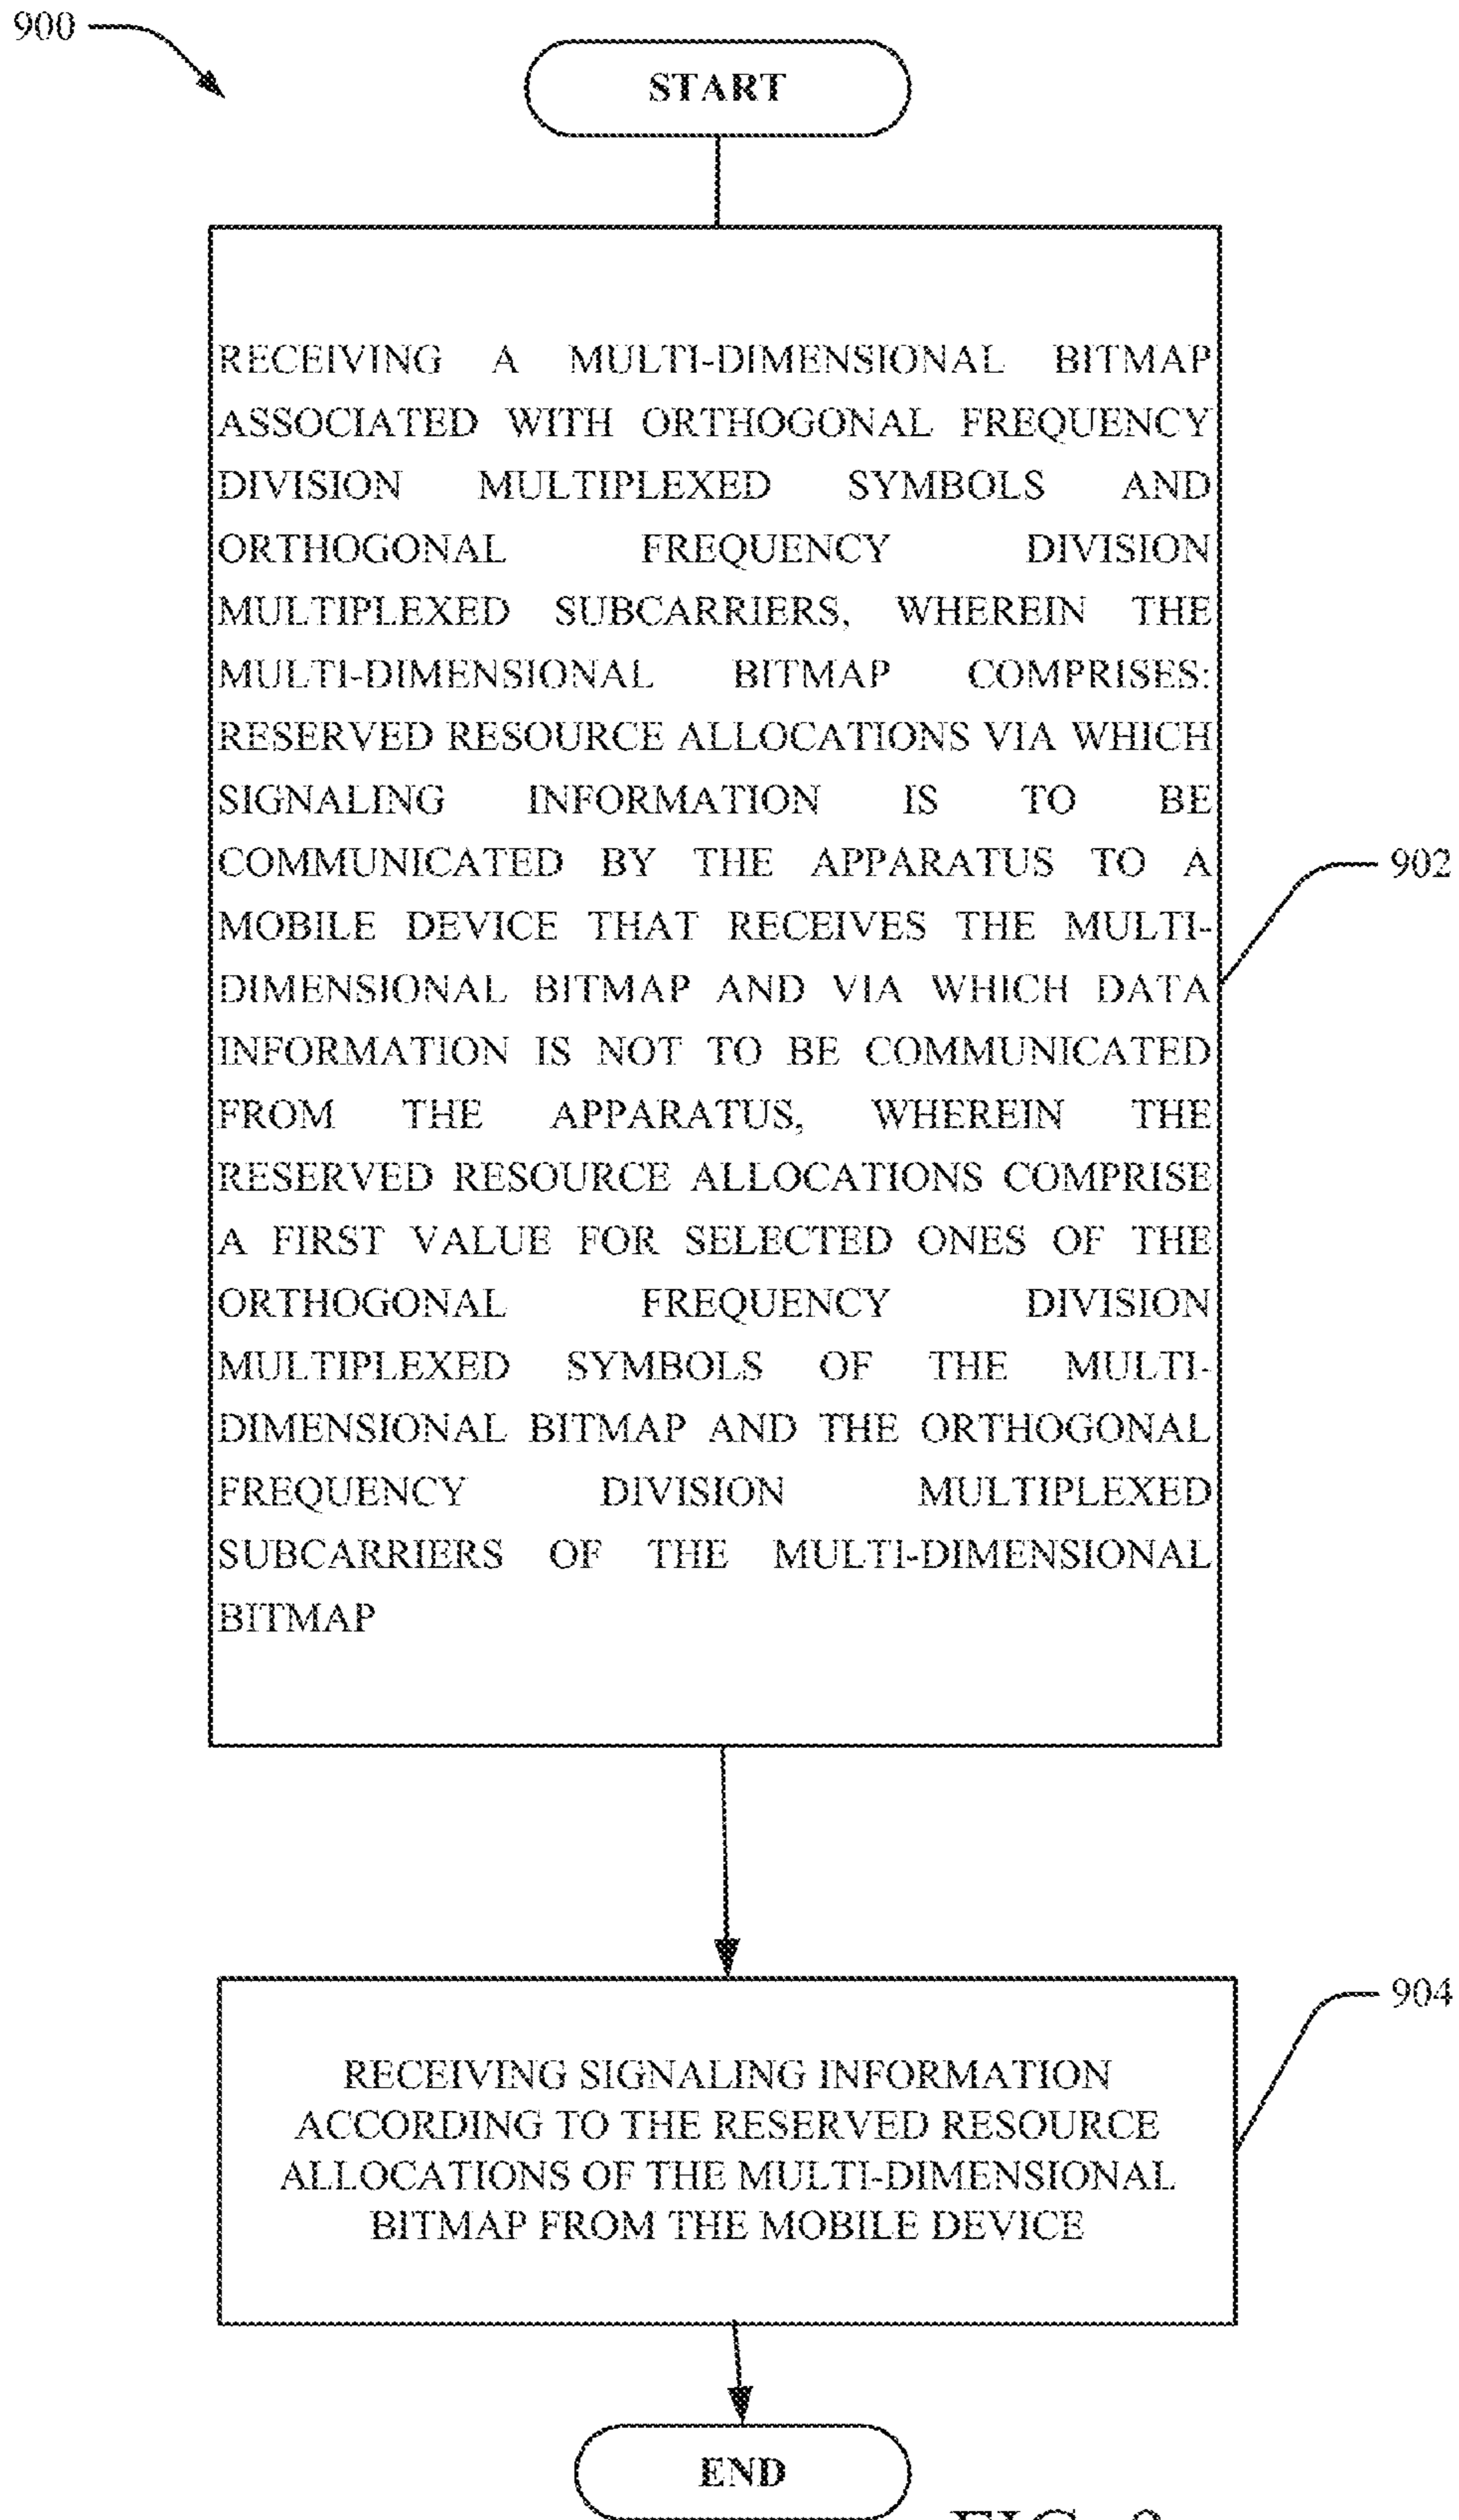 900
START
RECEIVING A MULTI-DIMENSIONAL BITMAP
ASSOCIATED WITH ORTHOGONAL FREQUENCY
DIVISION MULTIPLEXED SYMBOLS AND
ORTHOGONAL FREQUENCY DIVISION
MULTIPLEXED SUBCARRIERS, WHEREIN THE
MULTI-DIMENSIONAL BITMAP COMPRISES:
RESERVED RESOURCE ALLOCATIONS VIA WHICH
SIGNALING INFORMATION IS TO BE
COMMUNICATED BY THE APPARATUS TO A
MOBILE DEVICE THAT RECEIVES THE MULTI-
DIMENSIONAL BITMAP AND VIA WHICH DATA
INFORMATION IS NOT TO BE COMMUNICATED
FROM THE APPARATUS, WHEREIN THE
RESERVED RESOURCE ALLOCATIONS COMPRISE
A FIRST VALUE FOR SELECTED ONES OF THE
ORTHOGONAL FREQUENCY DIVISION
MULTIPLEXED SYMBOLS OF THE MULTI-
DIMENSIONAL BITMAP AND THE ORTHOGONAL
FREQUENCY DIVISION MULTIPLEXED
SUBCARRIERS OF THE MULTI-DIMENSIONAL
BITMAP
902
RECEIVING SIGNALING INFORMATION
ACCORDING TO THE RESERVED RESOURCE
ALLOCATIONS OF THE MULTI-DIMENSIONAL
BITMAP FROM THE MOBILE DEVICE
904
END